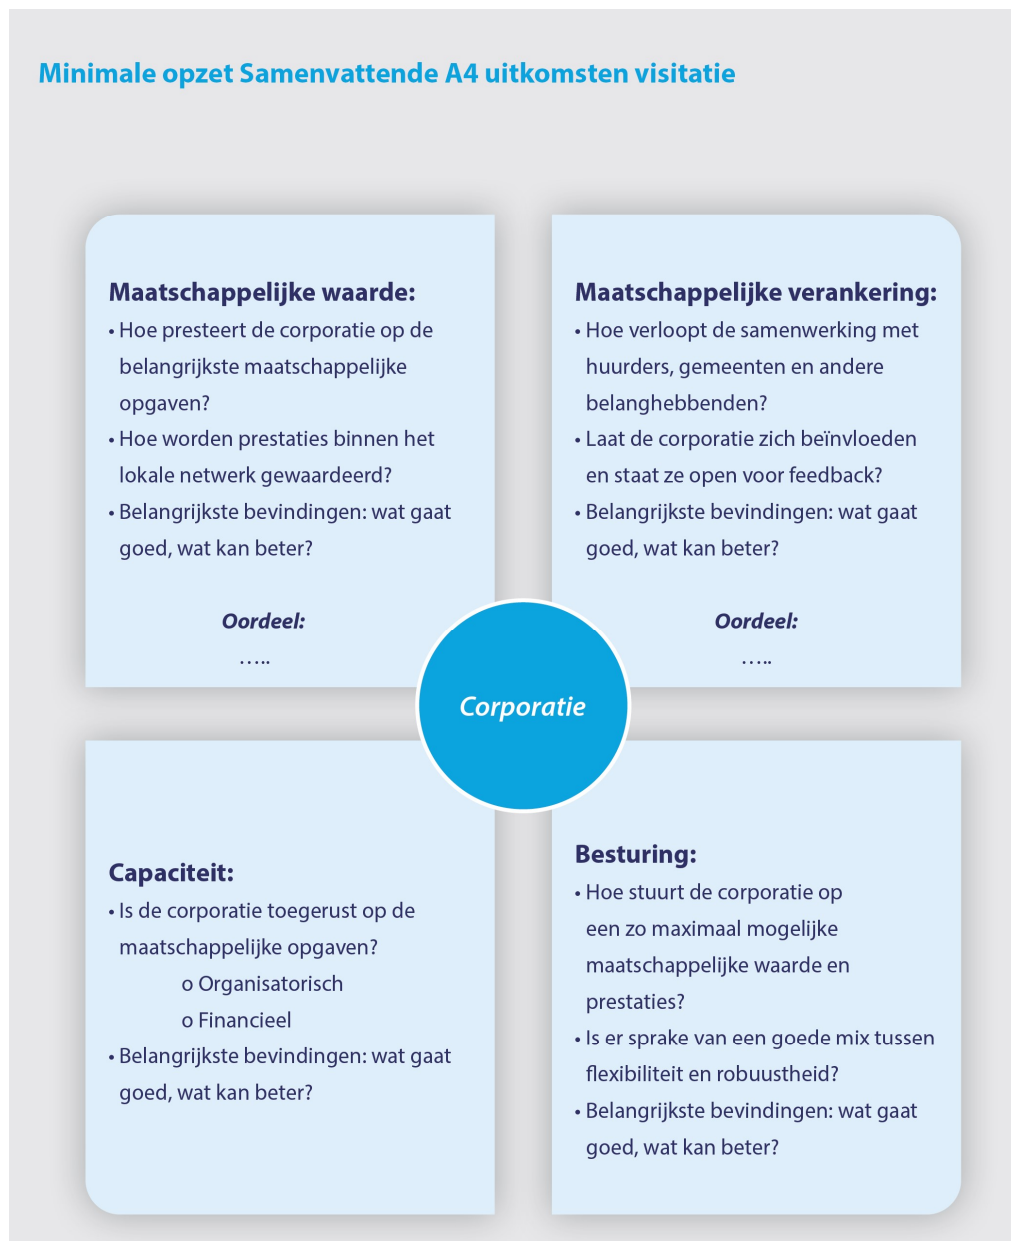 Minimale opzet Samenvattende A4 uitkomsten visitatie
Maatschappelijke waarde:
• Hoe presteert de corporatie op de
belangrijkste maatschappelijke
opgaven?
• Hoe worden prestaties binnen het
lokale netwerk gewaardeerd?
• Belangrijkste bevindingen: wat gaat
goed, wat kan beter?
Oordeel:
.....
Maatschappelijke verankering:
• Hoe verloopt de samenwerking met
huurders, gemeenten en andere
belanghebbenden?
• Laat de corporatie zich beïnvloeden
en staat ze open voor feedback?
• Belangrijkste bevindingen: wat gaat
goed, wat kan beter?
Oordeel:
.....
Corporatie
Capaciteit:
• Is de corporatie toegerust op de
maatschappelijke opgaven?
o Organisatorisch
o Financieel
• Belangrijkste bevindingen: wat gaat
goed, wat kan beter?
Besturing:
• Hoe stuurt de corporatie op
een zo maximaal mogelijke
maatschappelijke waarde en
prestaties?
• Is er sprake van een goede mix tussen
flexibiliteit en robuustheid?
• Belangrijkste bevindingen: wat gaat
goed, wat kan beter?